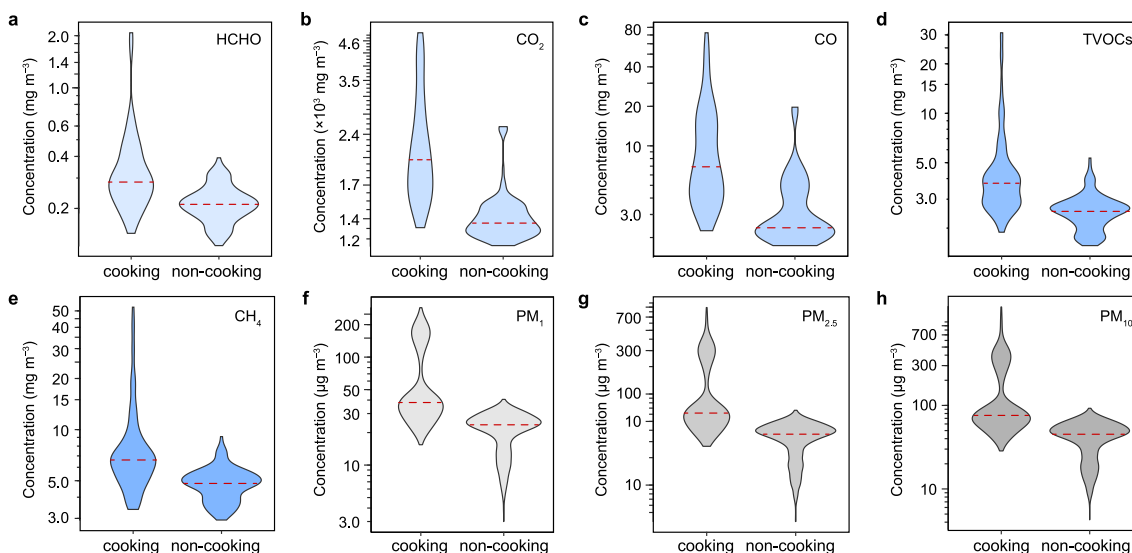 a
HCHO
Concentration (mg m⁻³)
2.0
1.0
0.6
0.4
0.2
cooking
non-cooking
b
CO₂
Concentration (×10³ mg m⁻³)
4.6
3.5
2.4
1.7
1.4
1.2
cooking
non-cooking
c
CO
Concentration (mg m⁻³)
80
40
20
10
3.0
cooking
non-cooking
d
TVOCs
Concentration (mg m⁻³)
30
20
15
10
5.0
3.0
cooking
non-cooking
e
CH₄
Concentration (mg m⁻³)
50
40
30
20
15
10
5.0
3.0
cooking
non-cooking
f
PM₁
Concentration (μg m⁻³)
200
100
50
30
10
3.0
cooking
non-cooking
g
PM₂.₅
Concentration (μg m⁻³)
700
300
100
10
10
cooking
non-cooking
h
PM₁₀
Concentration (μg m⁻³)
700
100
10
cooking
non-cooking